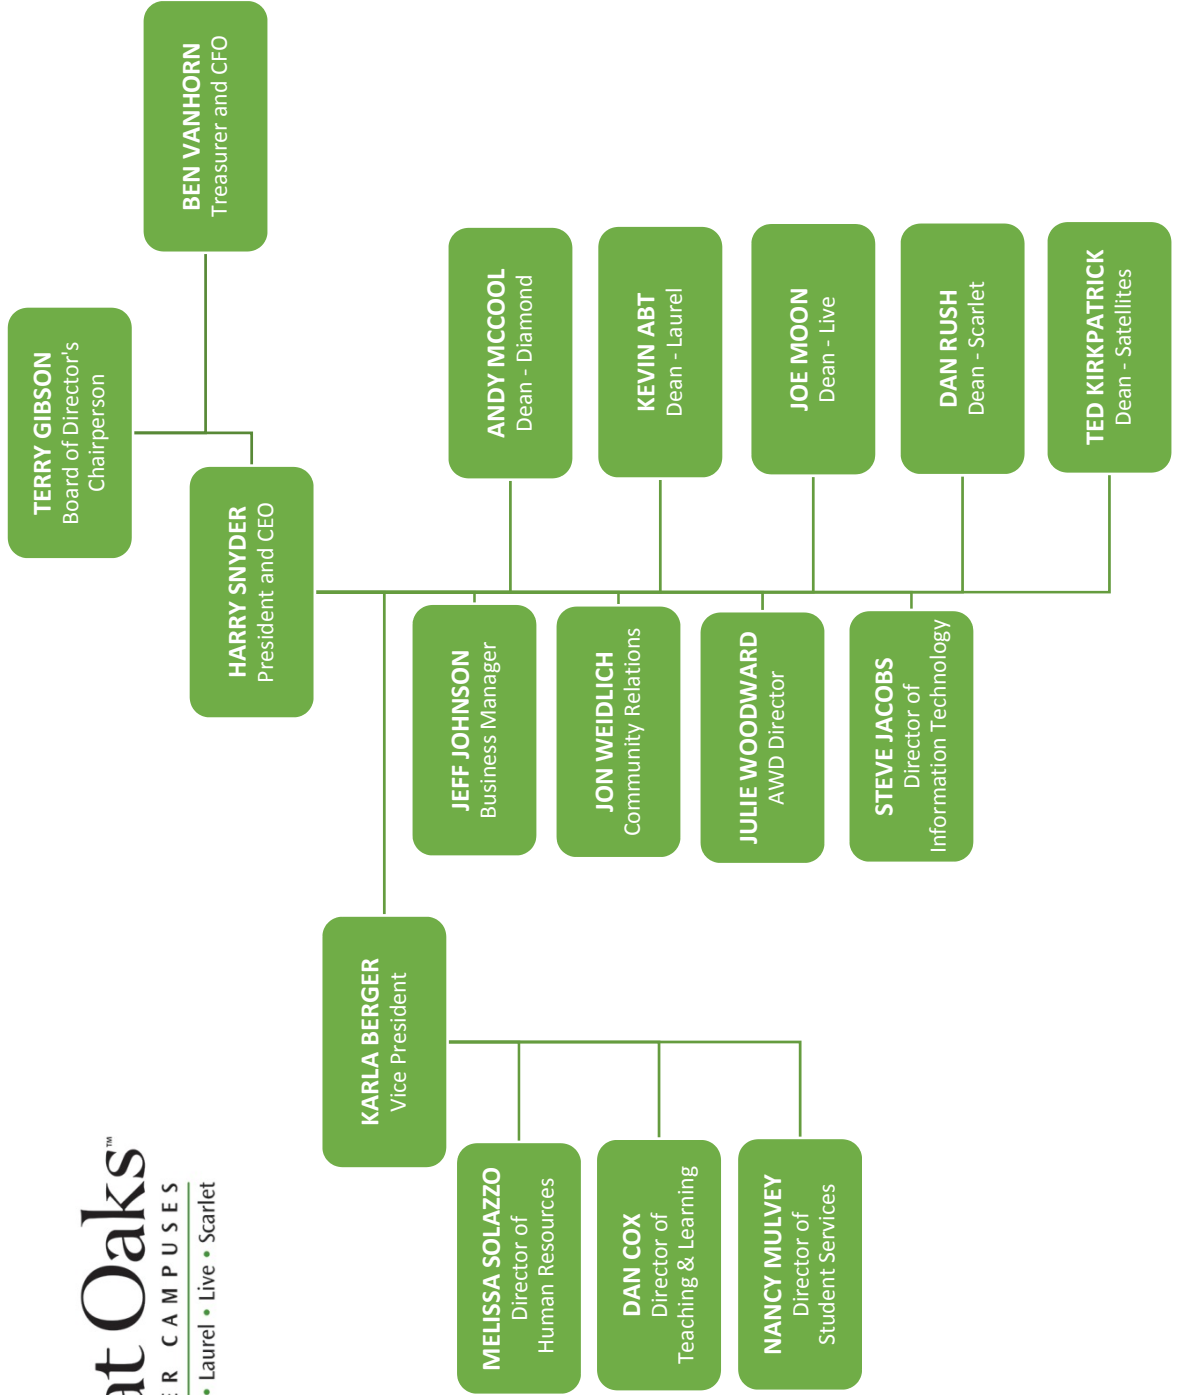 at Oaks™
ER CAMPUSES
• Laurel • Live • Scarlet
TERRY GIBSON
Board of Director's
Chairperson
BEN VANHORN
Treasurer and CFO
HARRY SNYDER
President and CEO
KARLA BERGER
Vice President
MELISSA SOLAZZO
Director of
Human Resources
DAN COX
Director of
Teaching & Learning
NANCY MULVEY
Director of
Student Services
JEFF JOHNSON
Business Manager
JON WEIDLICH
Community Relations
JULIE WOODWARD
AWD Director
STEVE JACOBS
Director of
Information Technology
ANDY MCCOOL
Dean - Diamond
KEVIN ABT
Dean - Laurel
JOE MOON
Dean - Live
DAN RUSH
Dean - Scarlet
TED KIRKPATRICK
Dean - Satellites